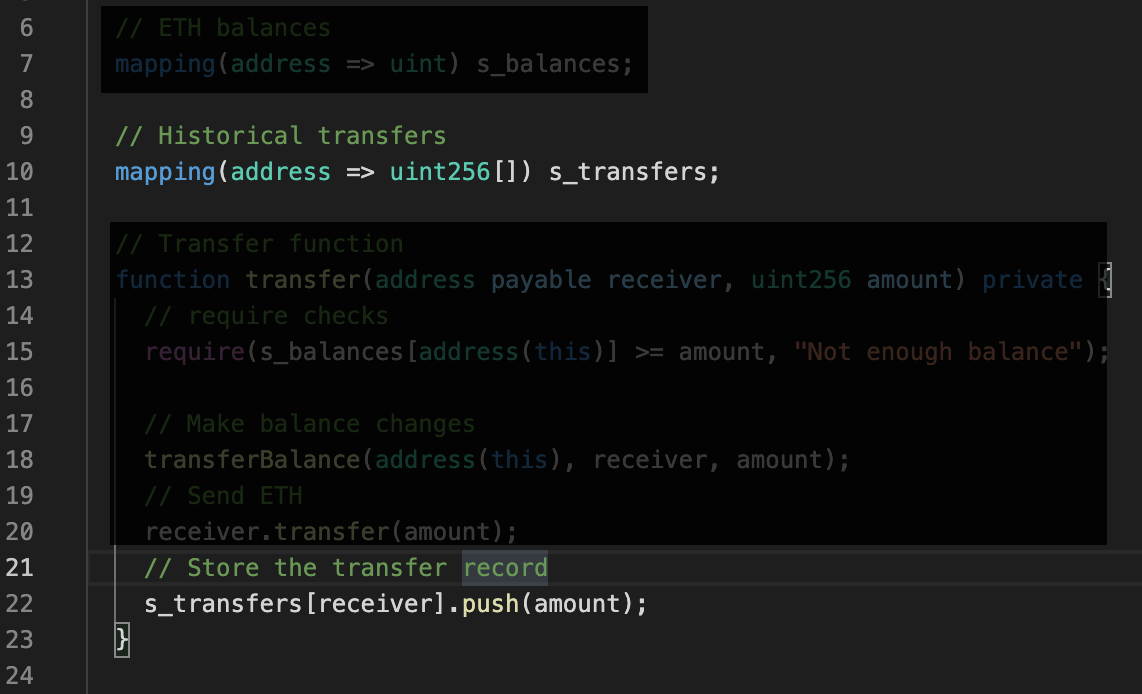 6 // ETH balances
7 mapping(address => uint) s_balances;
8
9 // Historical transfers
10 mapping(address => uint256[]) s_transfers;
11
12 // Transfer function
13 function transfer(address payable receiver, uint256 amount) private {
14 // require checks
15 require(s_balances[address(this)] >= amount, "Not enough balance");
16
17 // Make balance changes
18 transferBalance(address(this), receiver, amount);
19 // Send ETH
20 receiver.transfer(amount);
21 // Store the transfer record
22 s_transfers[receiver].push(amount);
23 }
24